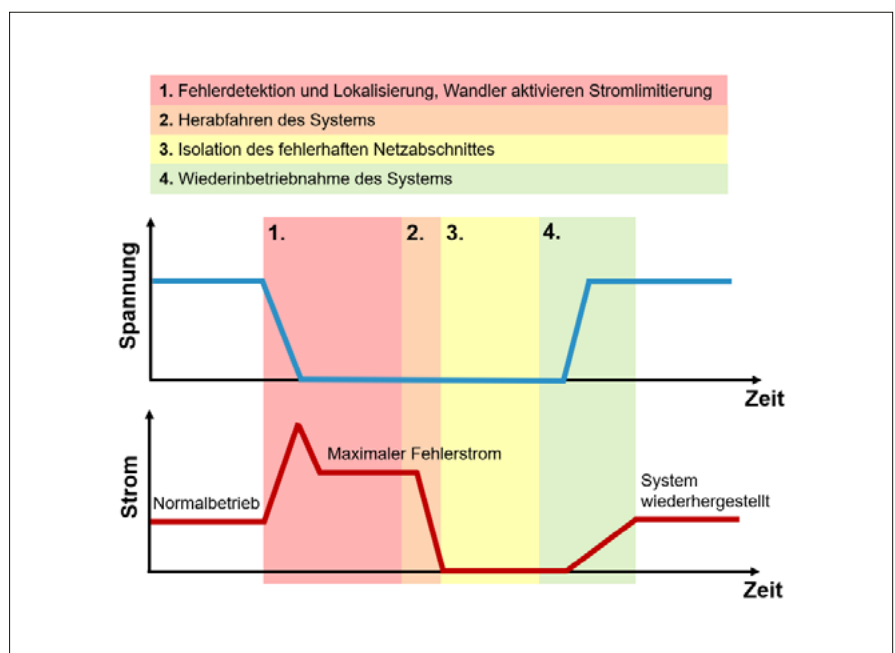 1. Fehlerdetektion und Lokalisierung, Wandler aktivieren Stromlimitierung
2. Herabfahren des Systems
3. Isolation des fehlerhaften Netzabschnittes
4. Wiederinbetriebnahme des Systems
1.
2.
3.
4.
Spannung
Zeit
Strom
Normalbetrieb
Maximaler Fehlerstrom
System
wiederhergestellt
Zeit